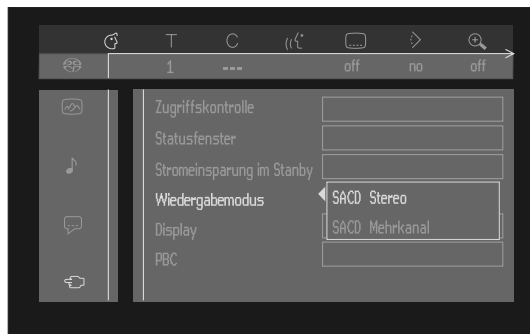 T C
1 --- off no off
Zugriffskontrolle
Statusfenster
Stromeinsparung im Stanby
Wiedergabemodus SACD Stereo
Display SACD Mehrkanal
PBC